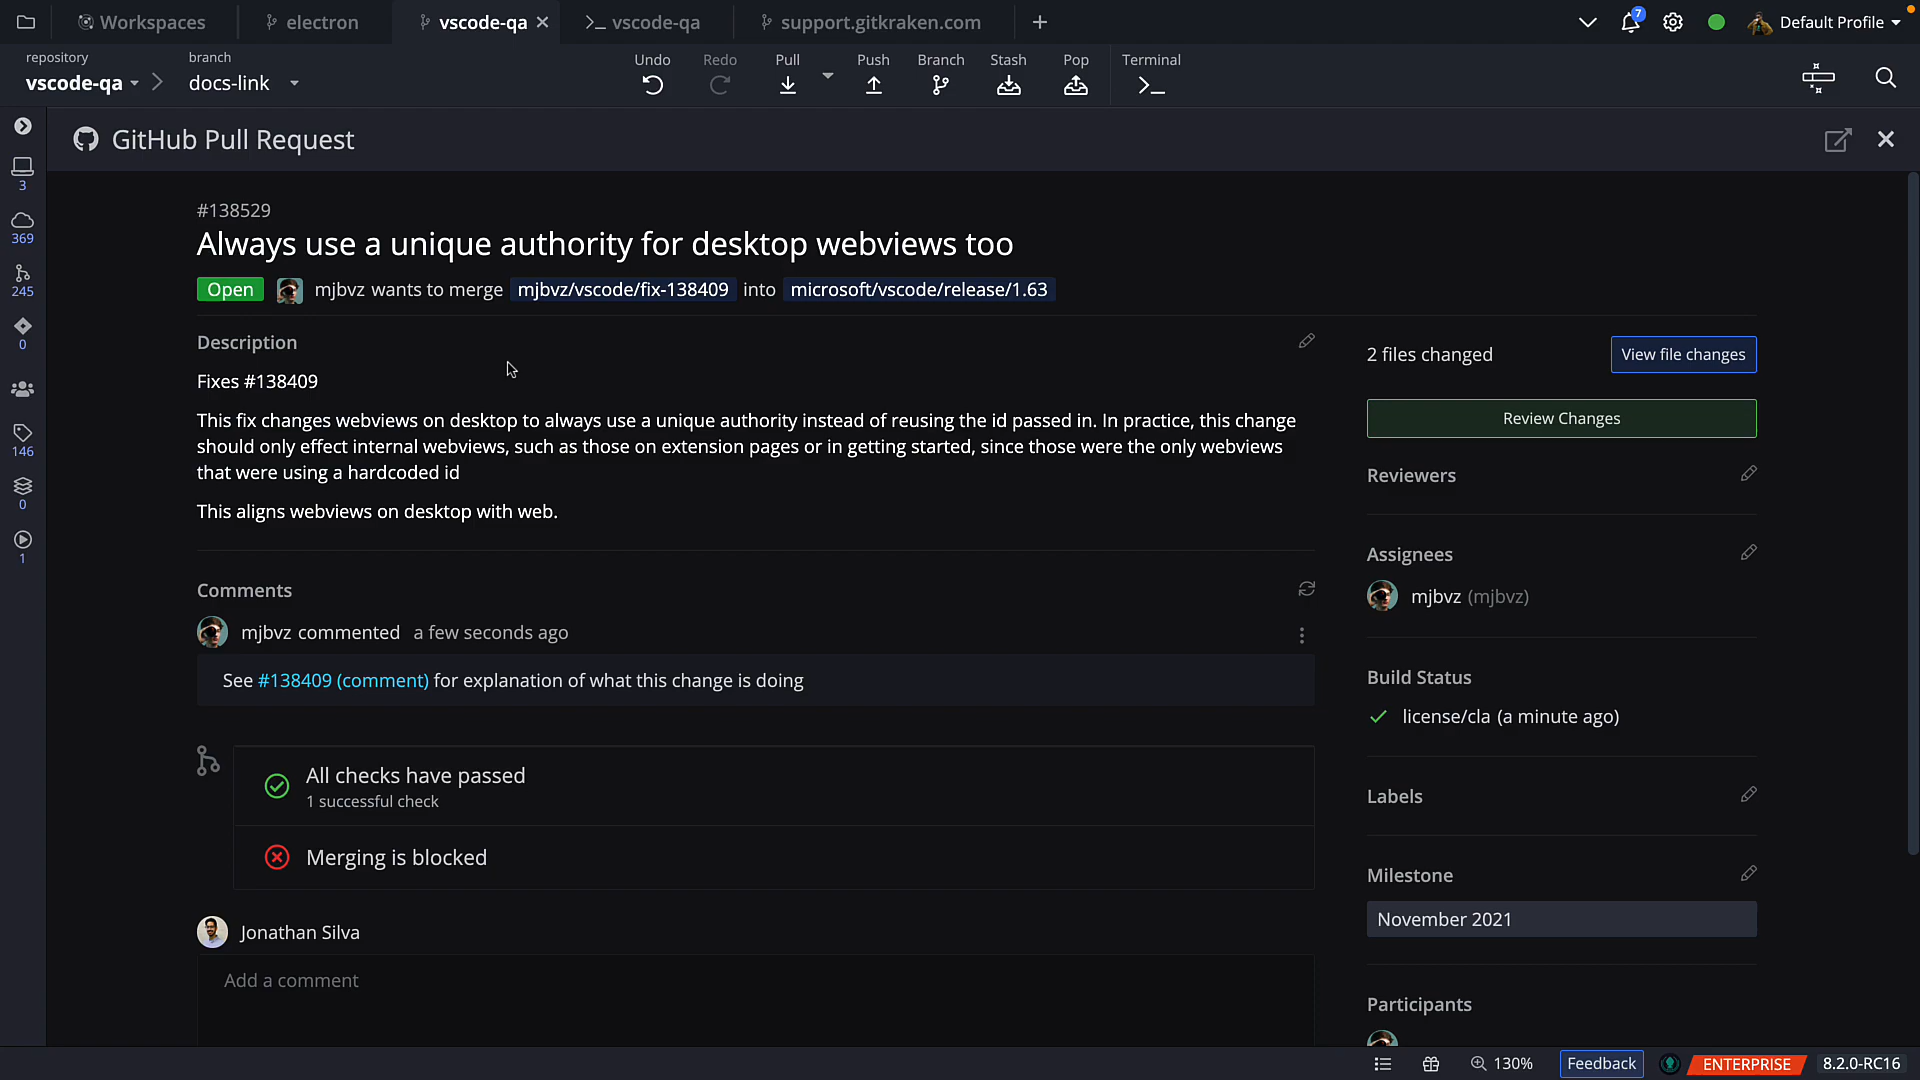 Workspaces electron vscode-qa >_ vscode-qa support.gitkraken.com + 7 Default Profile
repository branch
vscode-qa docs-link
Undo Redo Pull Push Branch Stash Pop Terminal
GitHub Pull Request
3
369
245
0
146
0
1
#138529
Always use a unique authority for desktop webviews too
Open mjbvz wants to merge mjbvz/vscode/fix-138409 into microsoft/vscode/release/1.63
Description
Fixes #138409
This fix changes webviews on desktop to always use a unique authority instead of reusing the id passed in. In practice, this change
should only effect internal webviews, such as those on extension pages or in getting started, since those were the only webviews
that were using a hardcoded id
This aligns webviews on desktop with web.
Comments
mjbvz commented a few seconds ago
See #138409 (comment) for explanation of what this change is doing
All checks have passed
1 successful check
Merging is blocked
Jonathan Silva
Add a comment
2 files changed View file changes
Review Changes
Reviewers
Assignees
mjbvz (mjbvz)
Build Status
license/cla (a minute ago)
Labels
Milestone
November 2021
Participants
130% Feedback ENTERPRISE 8.2.0-RC16